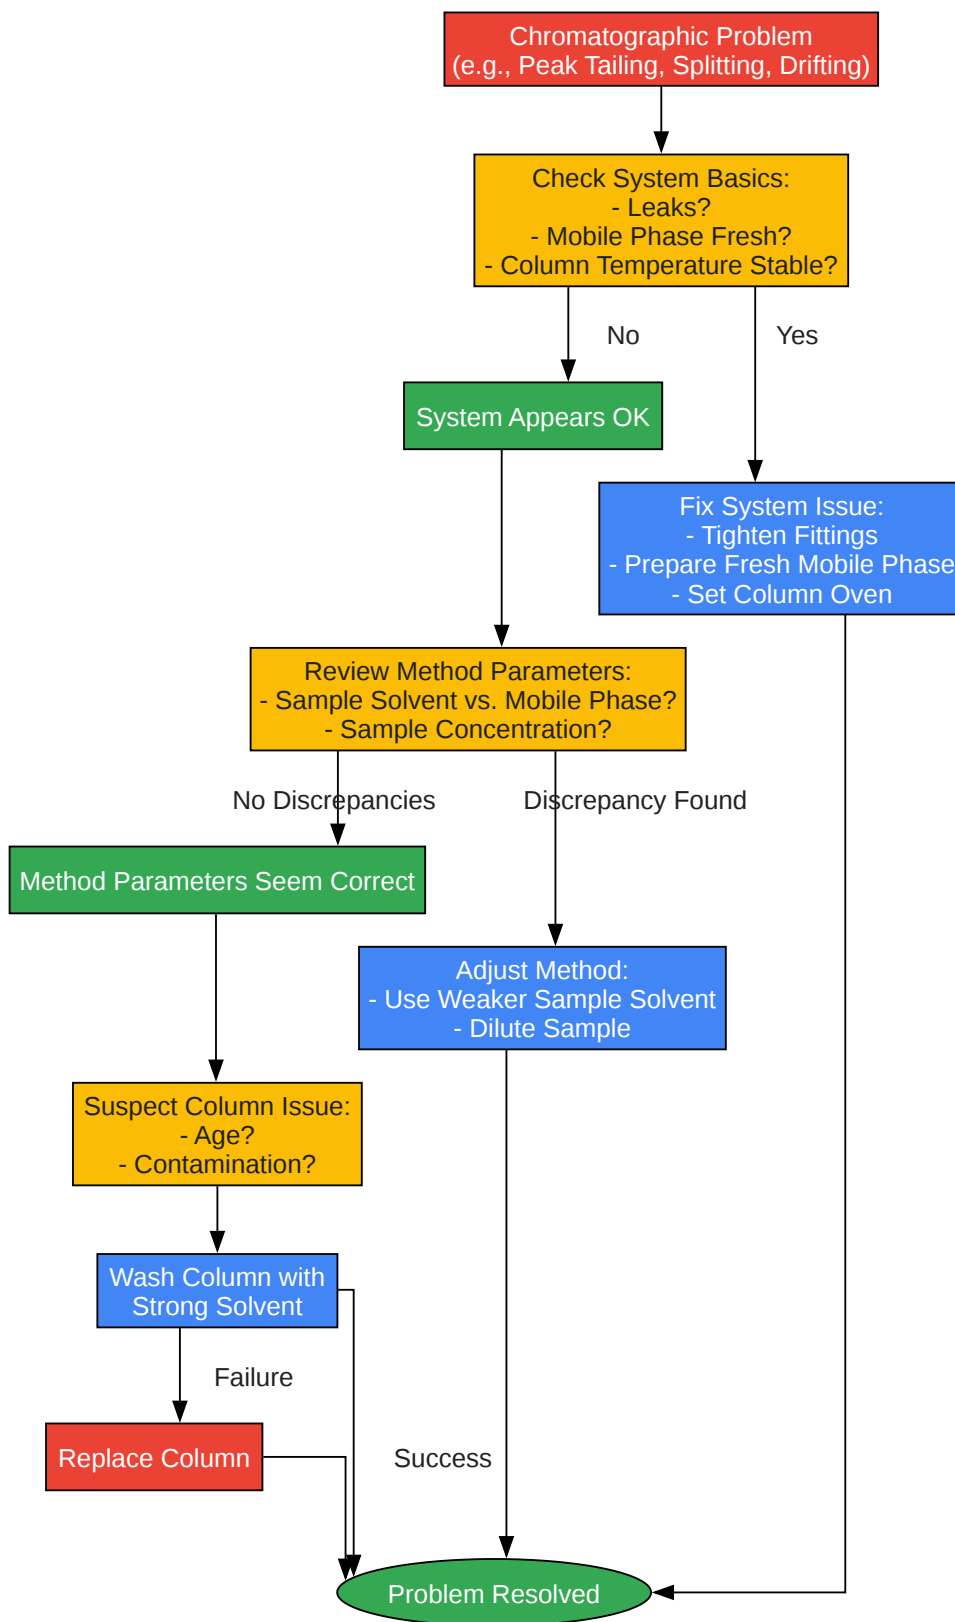 Chromatographic Problem
(e.g., Peak Tailing, Splitting, Drifting)
Check System Basics:
- Leaks?
- Mobile Phase Fresh?
- Column Temperature Stable?
No
Yes
System Appears OK
Fix System Issue:
- Tighten Fittings
- Prepare Fresh Mobile Phase
- Set Column Oven
Review Method Parameters:
- Sample Solvent vs. Mobile Phase?
- Sample Concentration?
No Discrepancies
Discrepancy Found
Method Parameters Seem Correct
Adjust Method:
- Use Weaker Sample Solvent
- Dilute Sample
Suspect Column Issue:
- Age?
- Contamination?
Wash Column with
Strong Solvent
Failure
Replace Column
Success
Problem Resolved